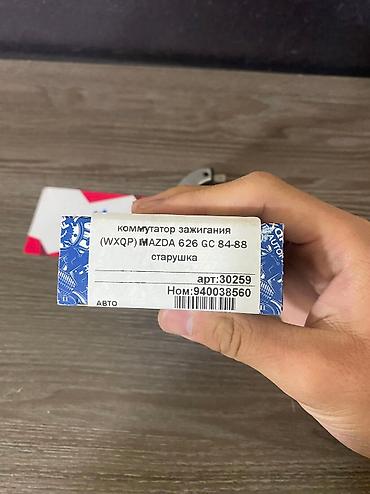 коммутатор зажигания
(WXQP) MAZDA 626 GC 84-88
старушка
арт:30259
Ном:940038560
АВТО